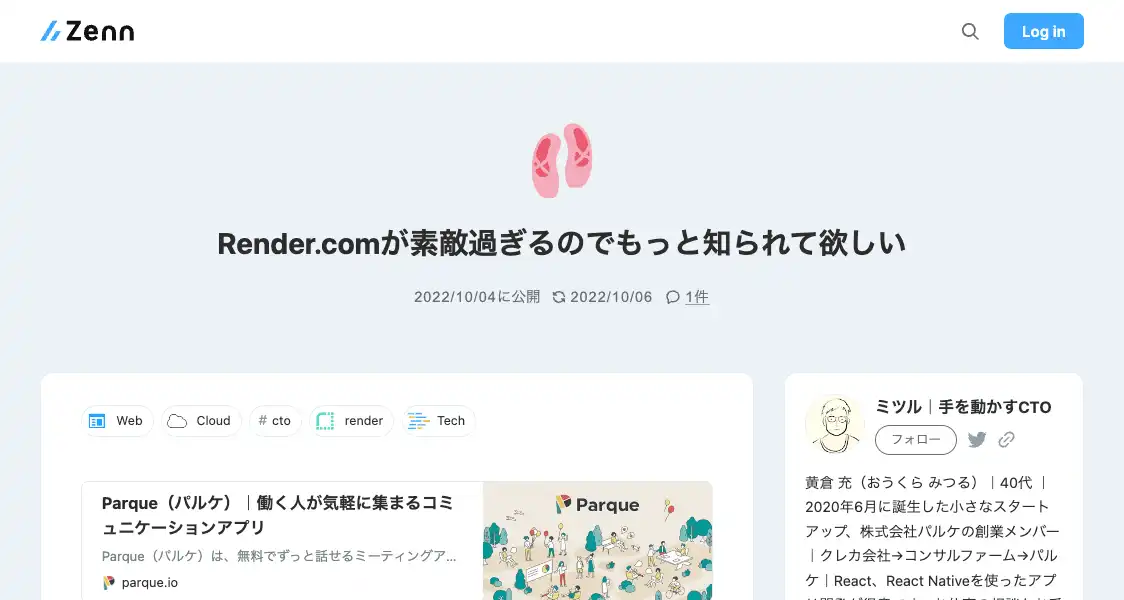 Zenn
Log in
Render.comが素敵過ぎるのでもっと知られて欲しい
2022/10/04に公開 2022/10/06 1件
Web Cloud # cto render Tech
Parque（パルケ）｜働く人が気軽に集まるコミ
ュニケーションアプリ
Parque（パルケ）は、無料でずっと話せるミーティングア...
parque.io
Parque
ミツル｜手を動かすCTO
フォロー
黄倉 充（おうくら みつる）｜40代 ｜
2020年6月に誕生した小さなスタート
アップ、株式会社パルケの創業メンバー
｜クレカ会社→コンサルファーム→パル
ケ｜React、React Nativeを使ったアプ